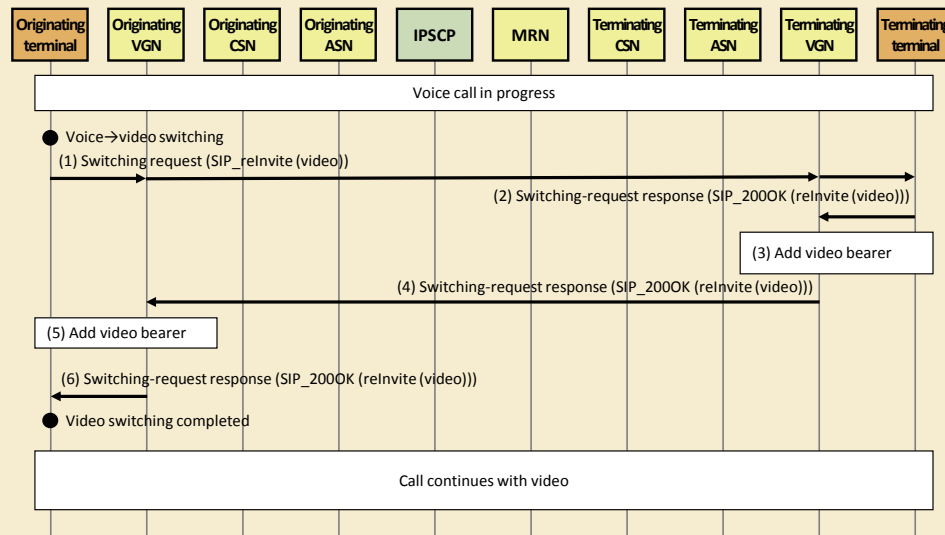 Originating terminal
Originating VGN
Originating CSN
Originating ASN
IPSCP
MRN
Terminating CSN
Terminating ASN
Terminating VGN
Terminating terminal
Voice call in progress
Voice→video switching
(1) Switching request (SIP_reInvite (video))
(2) Switching-request response (SIP_200OK (reInvite (video)))
(3) Add video bearer
(4) Switching-request response (SIP_200OK (reInvite (video)))
(5) Add video bearer
(6) Switching-request response (SIP_200OK (reInvite (video)))
Video switching completed
Call continues with video